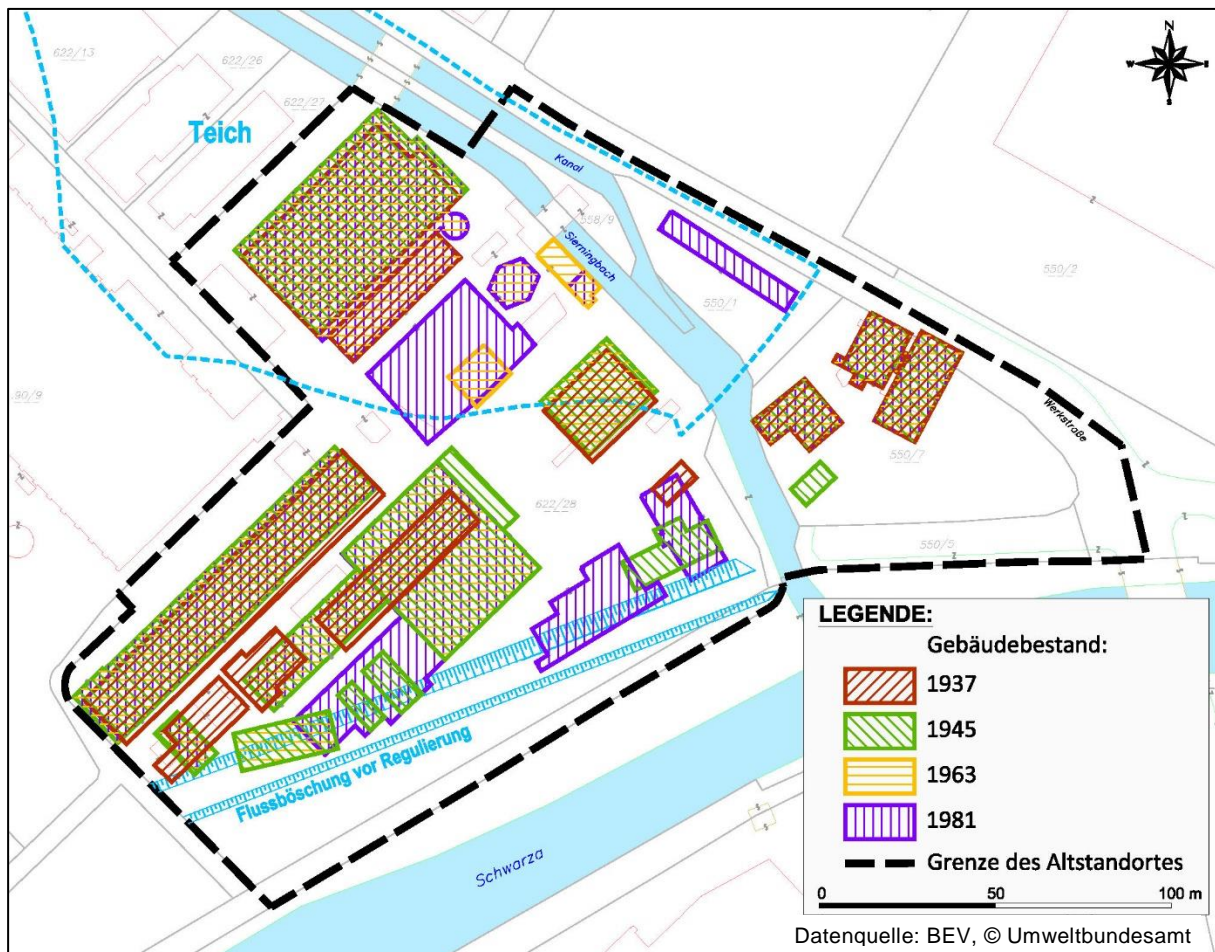 622/13
622/26
622/27
Teich
N
W
S
Kanal
558/9
Sierningbach
550/1
550/2
90/9
Werkstraße
550/7
622/28
550/5
Flussböschung vor Regulierung
Schwarza
LEGENDE:
Gebäudebestand:
1937
1945
1963
1981
Grenze des Altstandortes
0 50 100 m
Datenquelle: BEV, © Umweltbundesamt